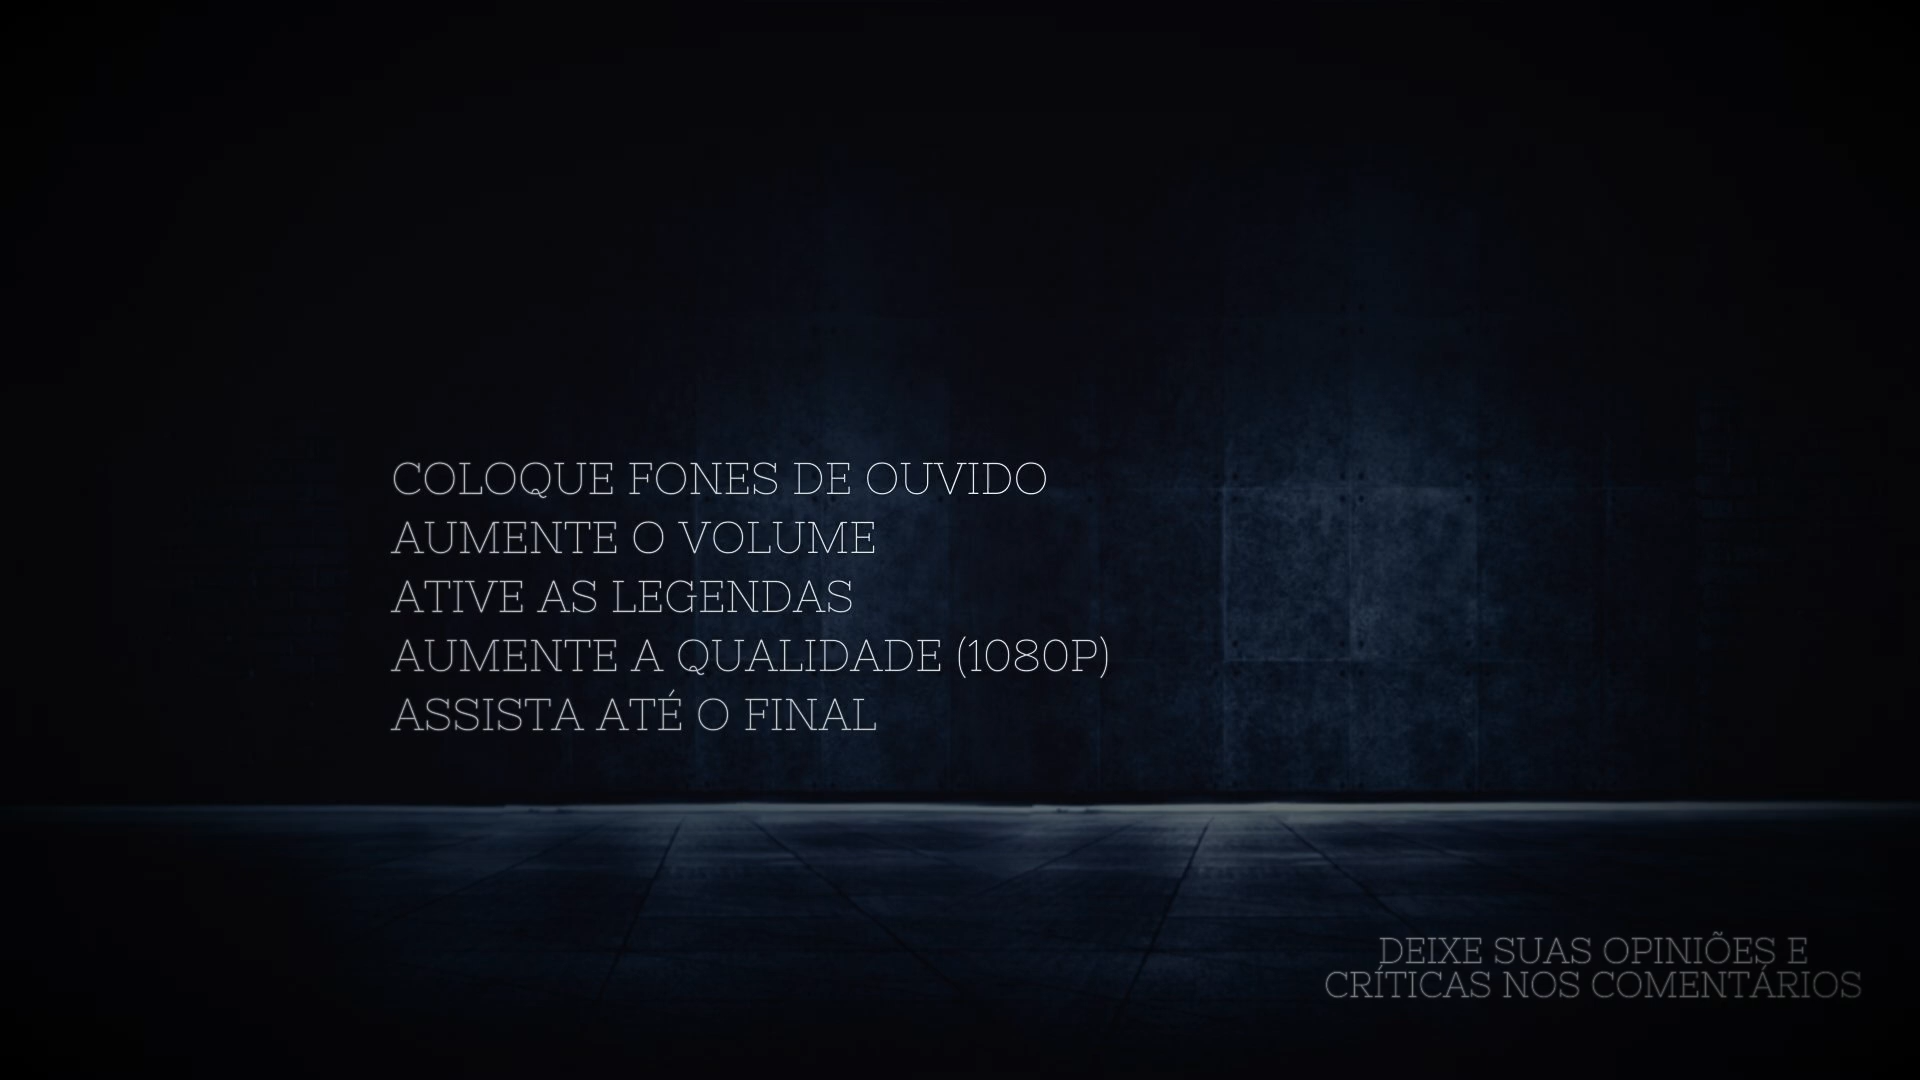 COLOQUE FONES DE OUVIDO
AUMENTE O VOLUME
ATIVE AS LEGENDAS
AUMENTE A QUALIDADE (1080P)
ASSISTA ATÉ O FINAL
DEIXE SUAS OPINIÕES E
CRÍTICAS NOS COMENTÁRIOS